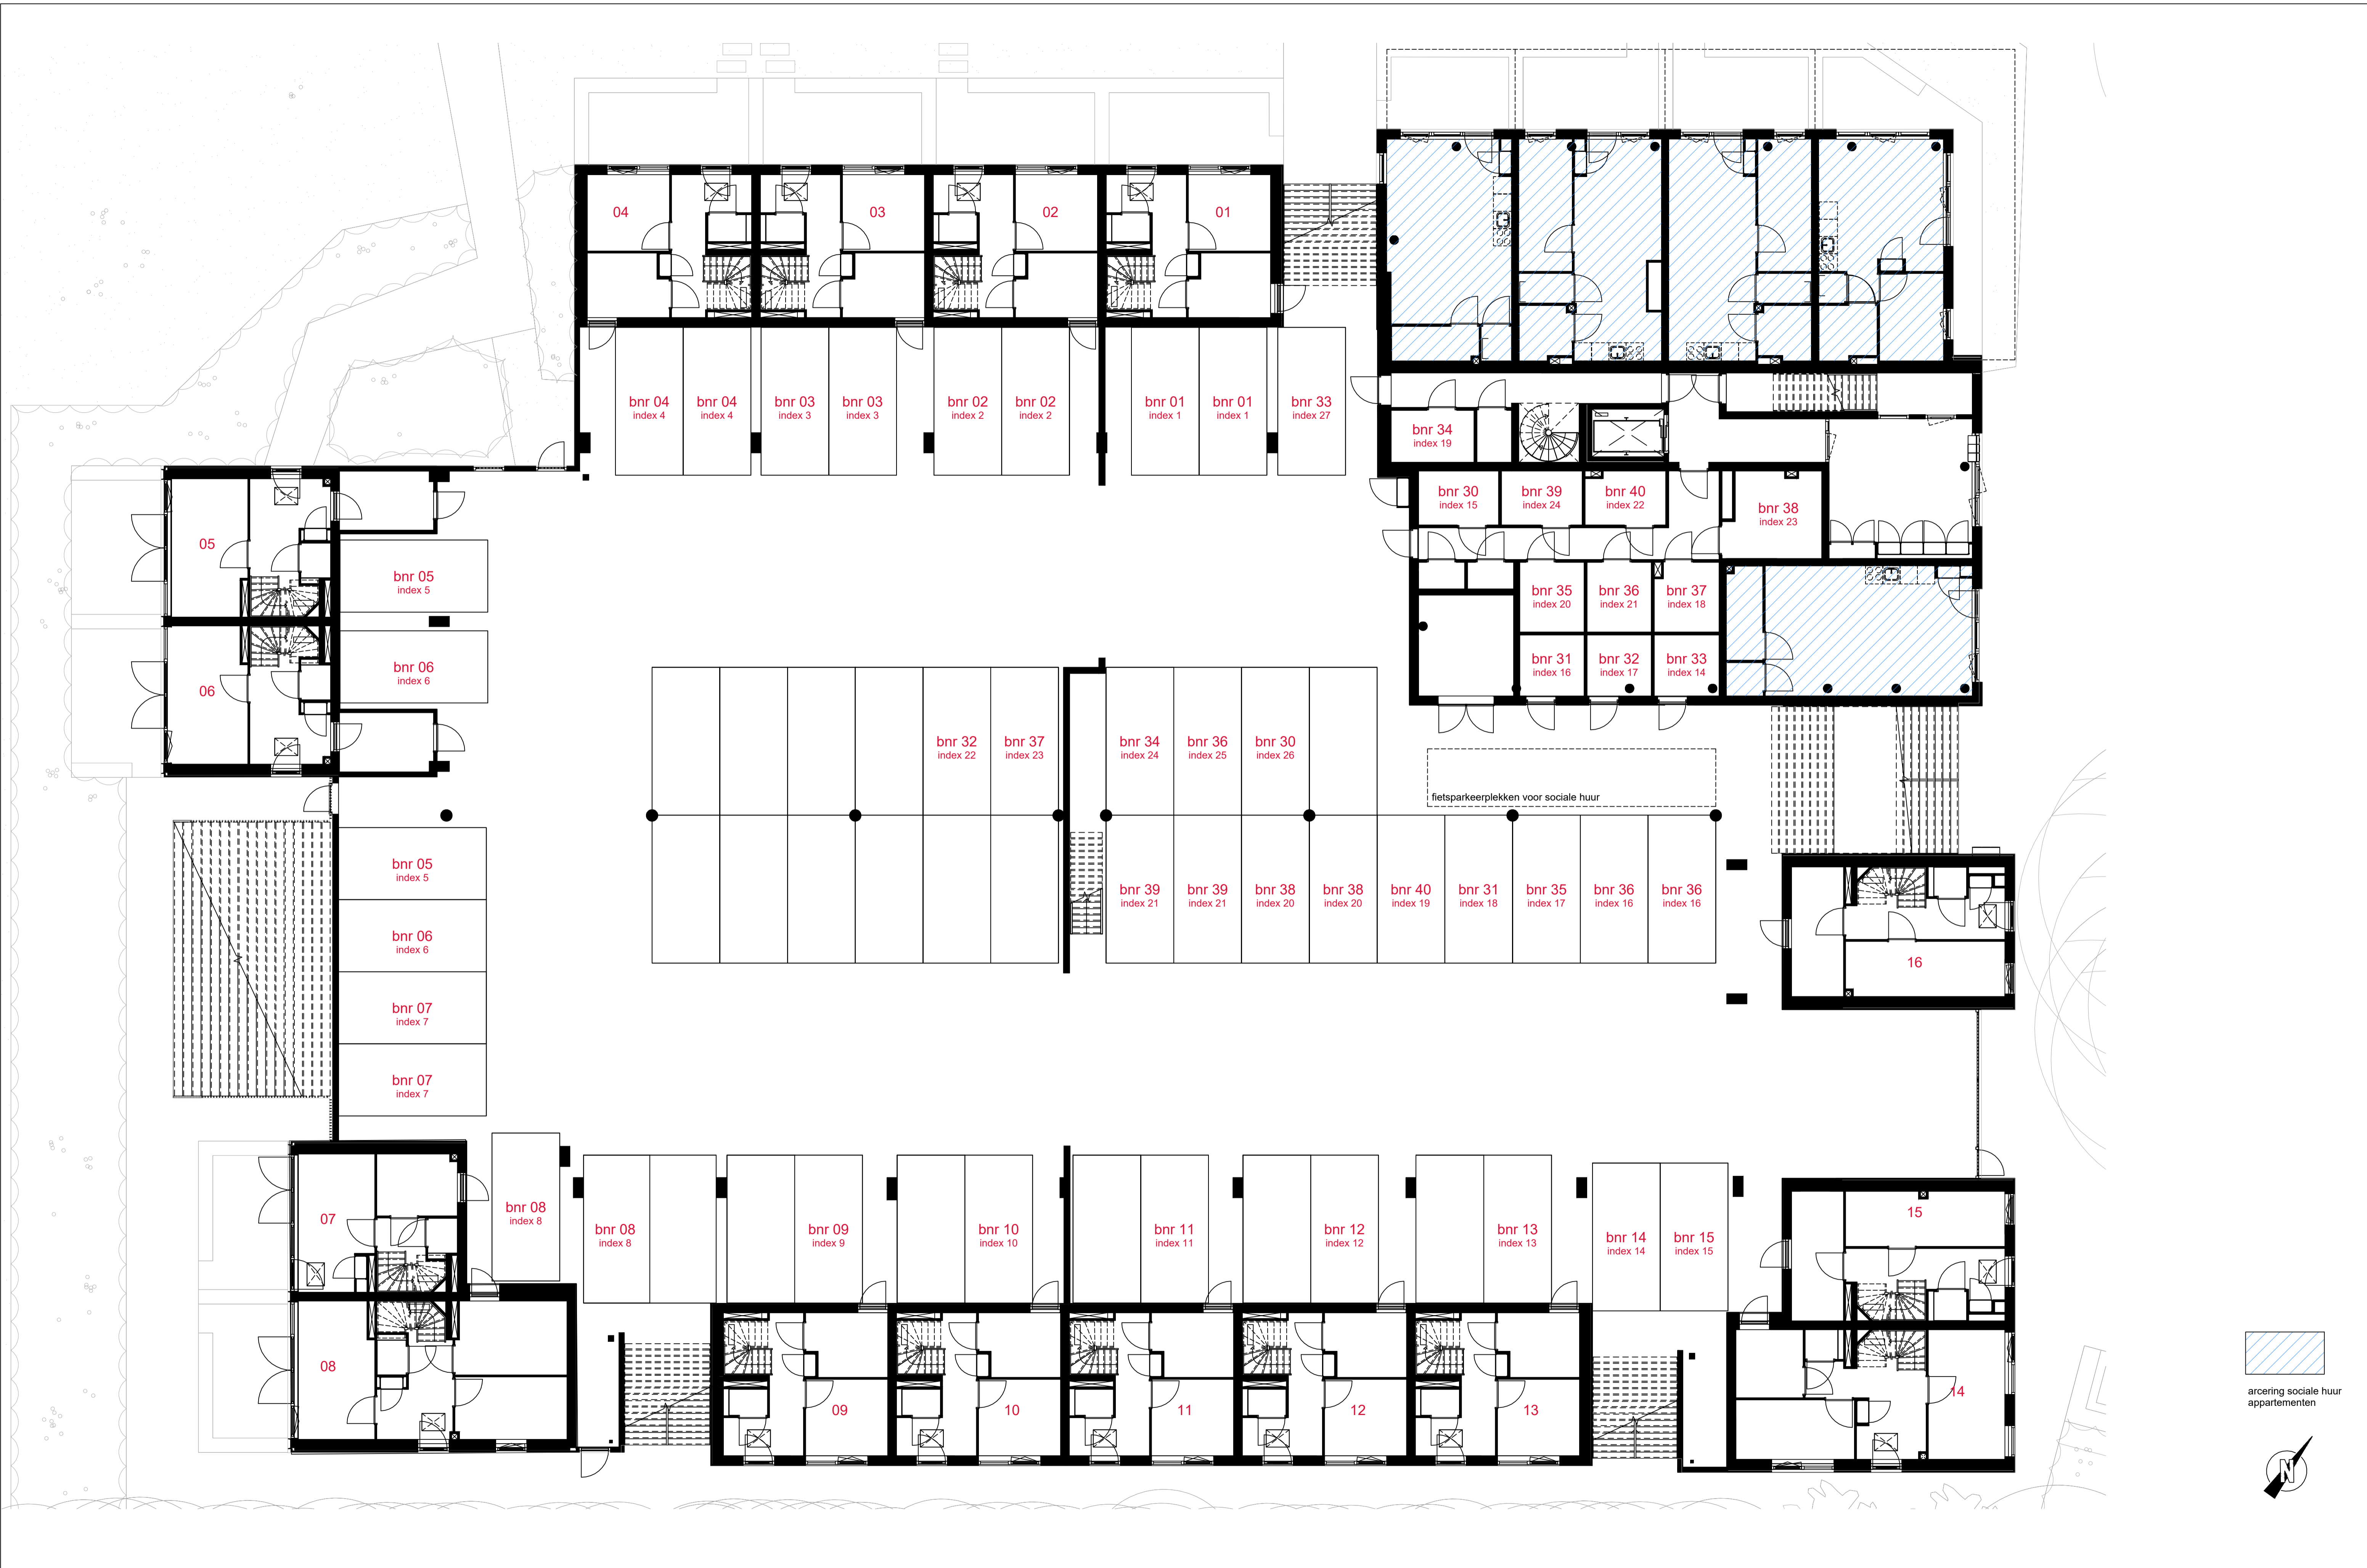 04
03
02
01
bnr 04
index 4
bnr 04
index 4
bnr 03
index 3
bnr 03
index 3
bnr 02
index 2
bnr 02
index 2
bnr 01
index 1
bnr 01
index 1
bnr 33
index 27
bnr 34
index 19
bnr 30
index 15
bnr 39
index 24
bnr 40
index 22
bnr 38
index 23
05
bnr 05
index 5
bnr 35
index 20
bnr 36
index 21
bnr 37
index 18
06
bnr 06
index 6
bnr 31
index 16
bnr 32
index 17
bnr 33
index 14
bnr 32
index 22
bnr 37
index 23
bnr 34
index 24
bnr 36
index 25
bnr 30
index 26
fietsparkeerplekken voor sociale huur
bnr 05
index 5
bnr 39
index 21
bnr 39
index 21
bnr 38
index 20
bnr 38
index 20
bnr 40
index 19
bnr 31
index 18
bnr 35
index 17
bnr 36
index 16
bnr 36
index 16
bnr 06
index 6
16
bnr 07
index 7
bnr 07
index 7
07
bnr 08
index 8
bnr 08
index 8
bnr 09
index 9
bnr 10
index 10
bnr 11
index 11
bnr 12
index 12
bnr 13
index 13
bnr 14
index 14
bnr 15
index 15
15
08
09
10
11
12
13
14
arcering sociale huur
appartementen
N